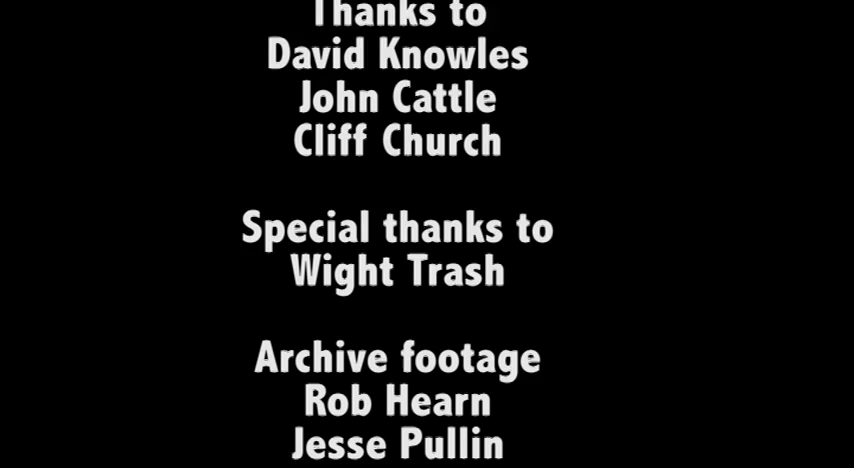 Thanks to
David Knowles
John Cattle
Cliff Church
Special thanks to
Wight Trash
Archive footage
Rob Hearn
Jesse Pullin